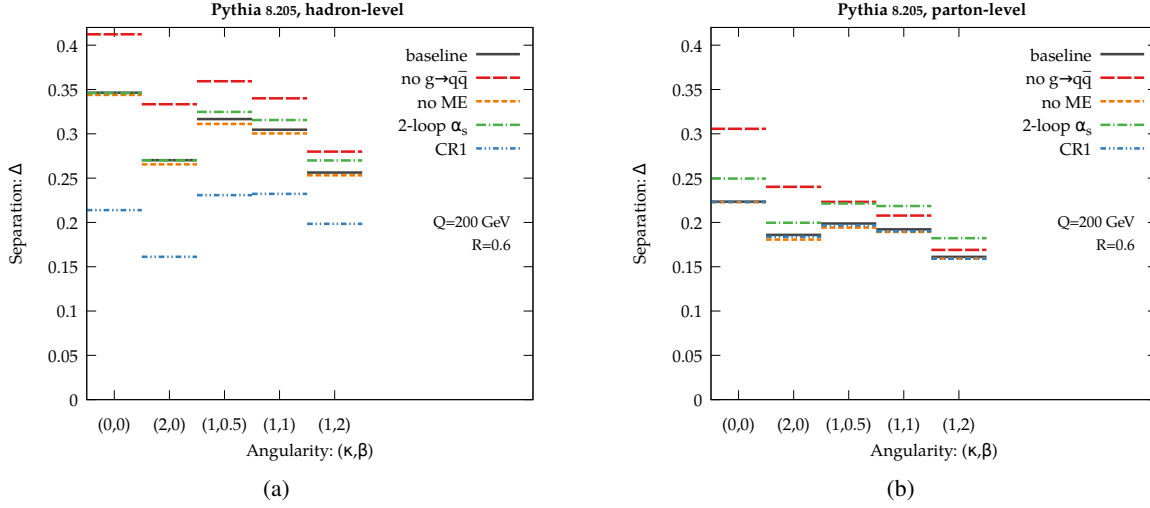 Pythia 8.205, hadron-level
Separation: Δ
0.4
0.35
0.3
0.25
0.2
0.15
0.1
0.05
0
baseline
no g→qq̅
no ME
2-loop αs
CR1
Q=200 GeV
R=0.6
(0,0) (2,0) (1,0.5) (1,1) (1,2)
Angularity: (κ,β)
(a)
Pythia 8.205, parton-level
Separation: Δ
0.4
0.35
0.3
0.25
0.2
0.15
0.1
0.05
0
baseline
no g→qq̅
no ME
2-loop αs
CR1
Q=200 GeV
R=0.6
(0,0) (2,0) (1,0.5) (1,1) (1,2)
Angularity: (κ,β)
(b)